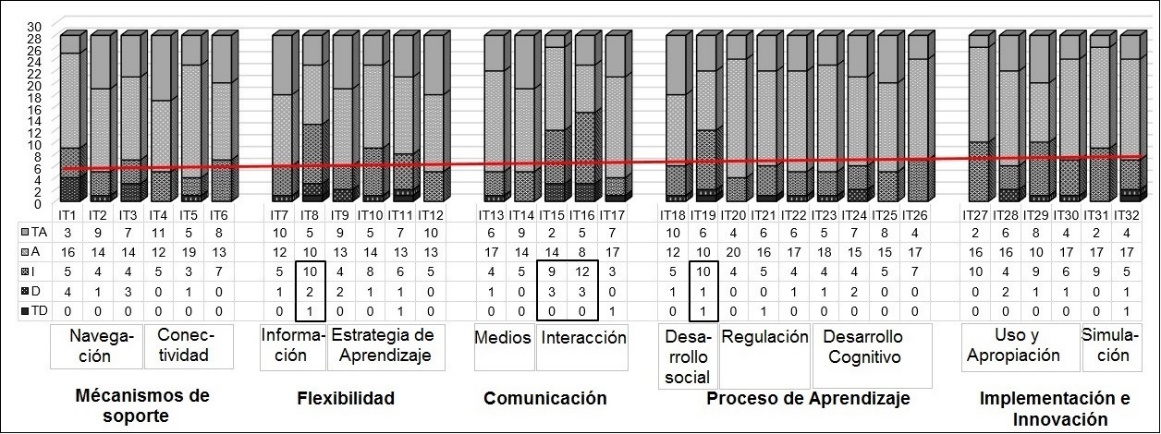 30
28
26
24
22
20
18
16
14
12
10
8
6
4
2
0
IT1 IT2 IT3 IT4 IT5 IT6 IT7 IT8 IT9 IT10 IT11 IT12 IT13 IT14 IT15 IT16 IT17 IT18 IT19 IT20 IT21 IT22 IT23 IT24 IT25 IT26 IT27 IT28 IT29 IT30 IT31 IT32
TA 3 9 7 11 5 8 10 5 9 5 7 10 6 9 2 5 7 10 6 4 6 6 5 7 8 4 2 6 8 4 2 4
A 16 14 14 12 19 13 12 10 13 14 13 13 17 14 14 8 17 12 10 20 16 17 18 15 15 17 16 16 10 17 17 17
I 5 4 4 5 3 7 5 10 4 8 6 5 4 5 9 12 3 5 10 4 5 4 4 4 5 7 10 4 9 6 9 5
D 4 1 3 0 1 0 1 2 2 1 1 0 1 0 3 3 0 1 1 0 0 1 1 2 0 0 0 2 1 1 0 1
TD 0 0 0 0 0 0 0 1 0 0 1 0 0 0 0 0 1 0 1 0 1 0 0 0 0 0 0 0 0 0 0 1
Navega-
ción
Conec-
tividad
Informa-
ción
Estrategia de
Aprendizaje
Medios
Interacción
Desa-
rrollo
social
Regulación
Desarrollo
Cognitivo
Uso y
Apropiación
Simula-
ción
Mécanismos de
soporte
Flexibilidad
Comunicación
Proceso de Aprendizaje
Implementación e
Innovación